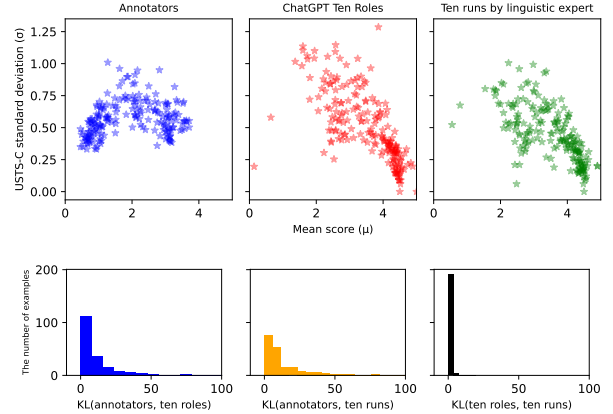 Annotators
ChatGPT Ten Roles
Ten runs by linguistic expert
USTS-C standard deviation (σ)
1.25
1.00
0.75
0.50
0.25
0.00
0 2 4
0 2 4
0 2 4
Mean score (μ)
The number of examples
200
100
0
0 50 100
0 50 100
0 50 100
KL(annotators, ten roles)
KL(annotators, ten runs)
KL(ten roles, ten runs)